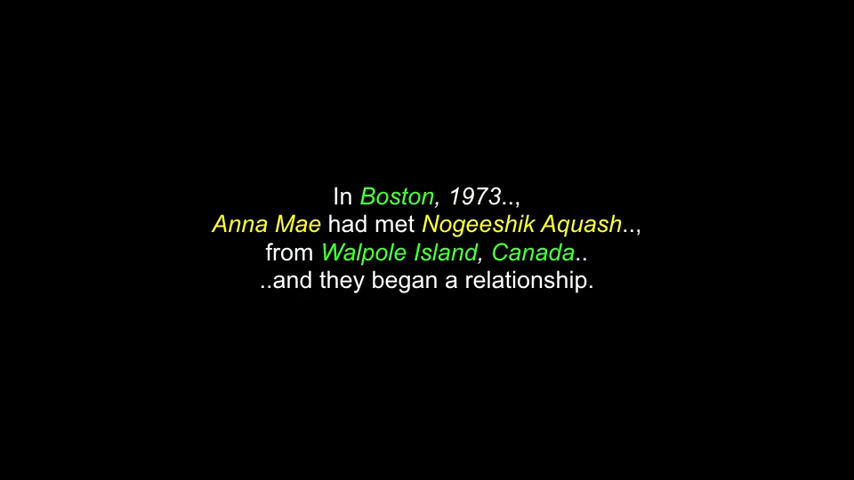 In Boston, 1973..,
Anna Mae had met Nogeeshik Aquash..,
from Walpole Island, Canada..
..and they began a relationship.